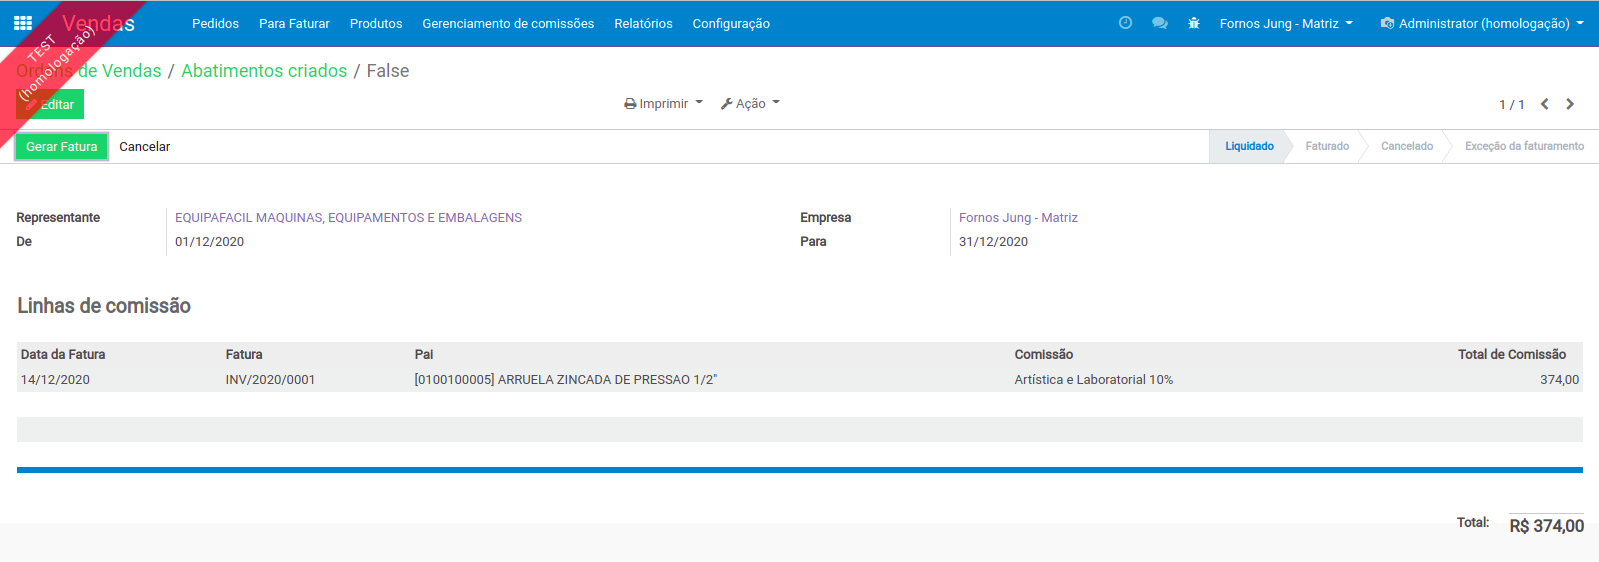 Vendas Pedidos Para Faturar Produtos Gerenciamento de comissões Relatórios Configuração Fornos Jung - Matriz Administrator (homologação)
TEST
(homologação)
Ordens de Vendas / Abatimentos criados / False
Editar Imprimir Ação 1 / 1
Gerar Fatura Cancelar Liquidado Faturado Cancelado Exceção da faturamento
Representante EQUIPAFACIL MAQUINAS, EQUIPAMENTOS E EMBALAGENS Empresa Fornos Jung - Matriz
De 01/12/2020 Para 31/12/2020
Linhas de comissão
Data da Fatura Fatura Pai Comissão Total de Comissão
14/12/2020 INV/2020/0001 [0100100005] ARRUELA ZINCADA DE PRESSAO 1/2" Artística e Laboratorial 10% 374,00
Total: R$ 374,00